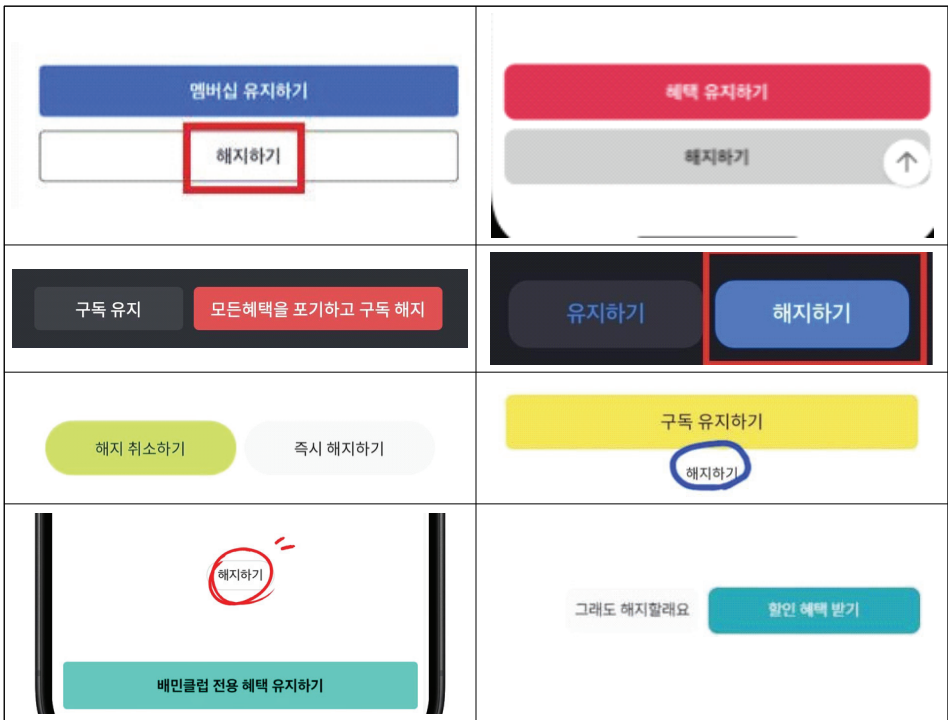 멤버십 유지하기
해지하기
혜택 유지하기
해지하기
구독 유지
모든혜택을 포기하고 구독 해지
유지하기
해지하기
해지 취소하기
즉시 해지하기
구독 유지하기
해지하기
해지하기
배민클럽 전용 혜택 유지하기
그래도 해지할래요
할인 혜택 받기